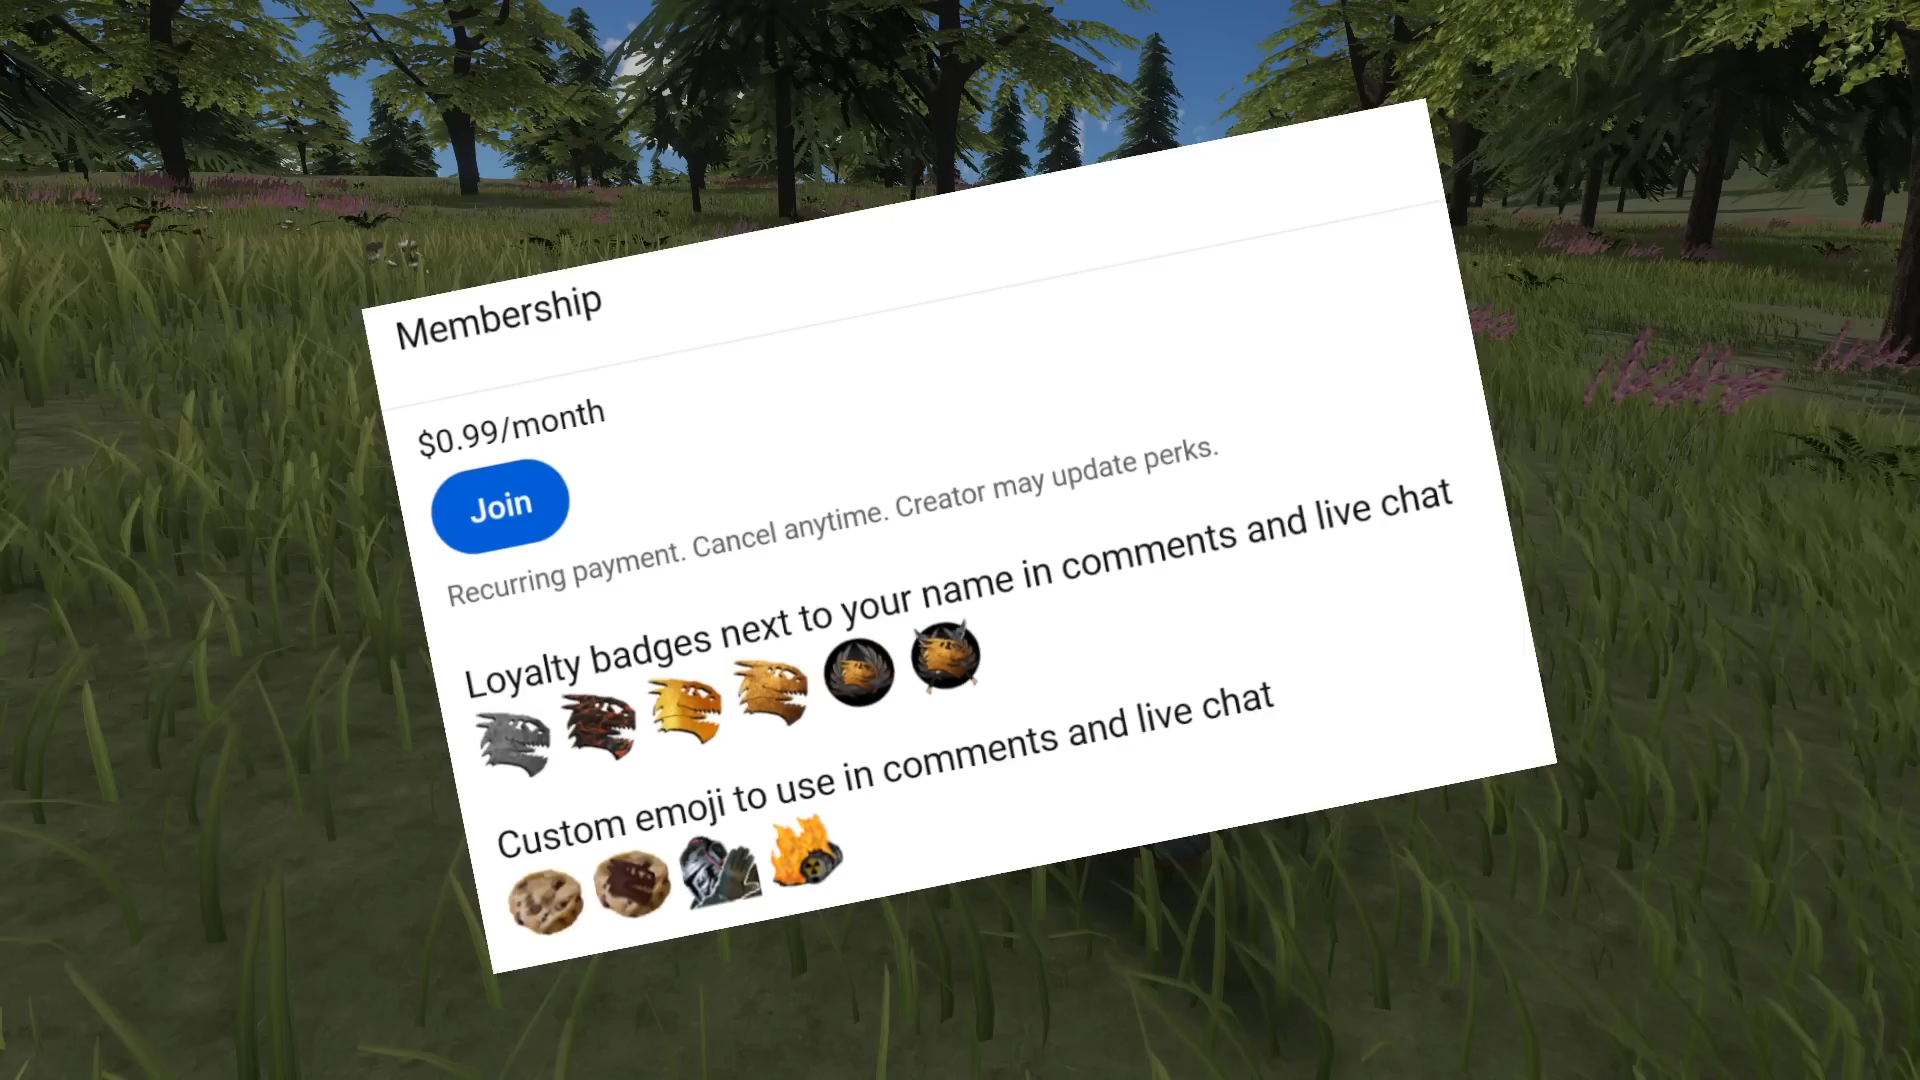 Membership
$0.99/month
Join
Recurring payment. Cancel anytime. Creator may update perks.
Loyalty badges next to your name in comments and live chat
Custom emoji to use in comments and live chat